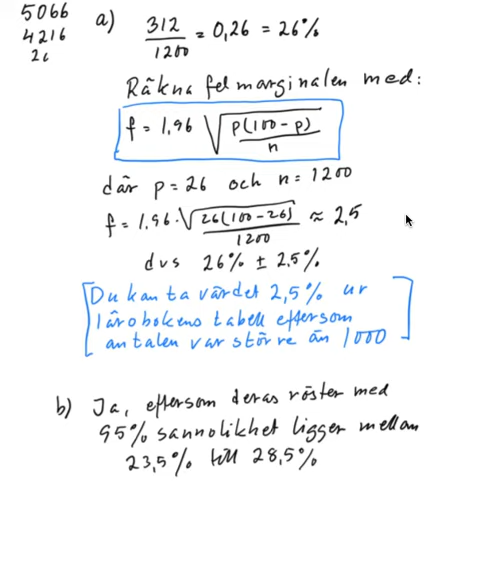 5066
4216
26
a) 312/1200 = 0,26 = 26%
Räkna felmarginalen med:
f = 1,96 √(p(100-p)/n)
där p = 26 och n = 1200
f = 1,96 · √(26(100-26)/1200) ≈ 2,5
dvs 26% ± 2,5%
[Du kan ta värdet 2,5% ur
lärobokens tabell eftersom
antalen var större än 1000]
b) Ja, eftersom deras röster med
95% sannolikhet ligger mellan
23,5% till 28,5%